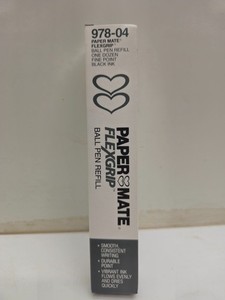 978-04
PAPER MATE®
FLEXGRIP®
BALL PEN REFILL
ONE DOZEN
FINE POINT
BLACK INK
PAPER MATE®
FLEXGRIP®
BALL PEN REFILL
• SMOOTH,
CONSISTENT
WRITING
• DURABLE
POINT
• VIBRANT INK
FLOWS EVENLY
AND DRIES
QUICKLY